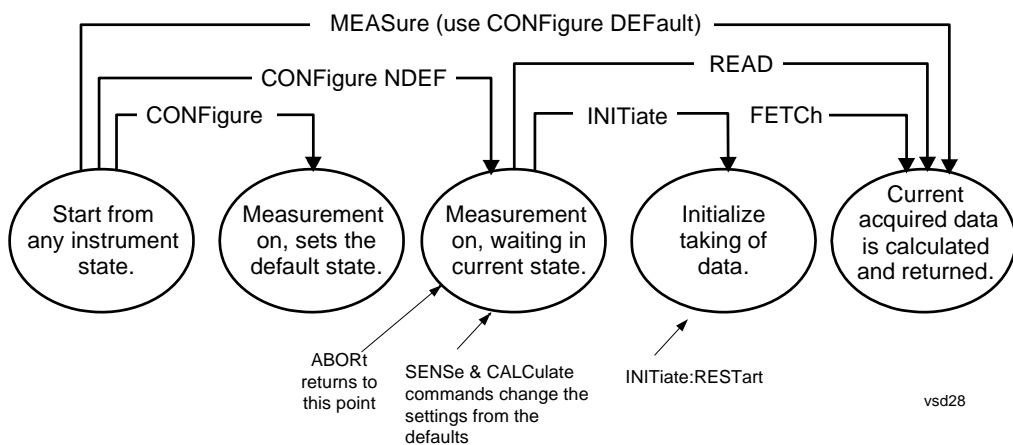 MEASure (use CONFigure DEFault)
CONFigure NDEF
READ
CONFigure
INITiate
FETCh
Start from
any instrument
state.
Measurement
on, sets the
default state.
Measurement
on, waiting in
current state.
Initialize
taking of
data.
Current
acquired data
is calculated
and returned.
ABORt
returns to
this point
SENSe & CALCulate
commands change the
settings from the
defaults
INITiate:RESTart
vsd28